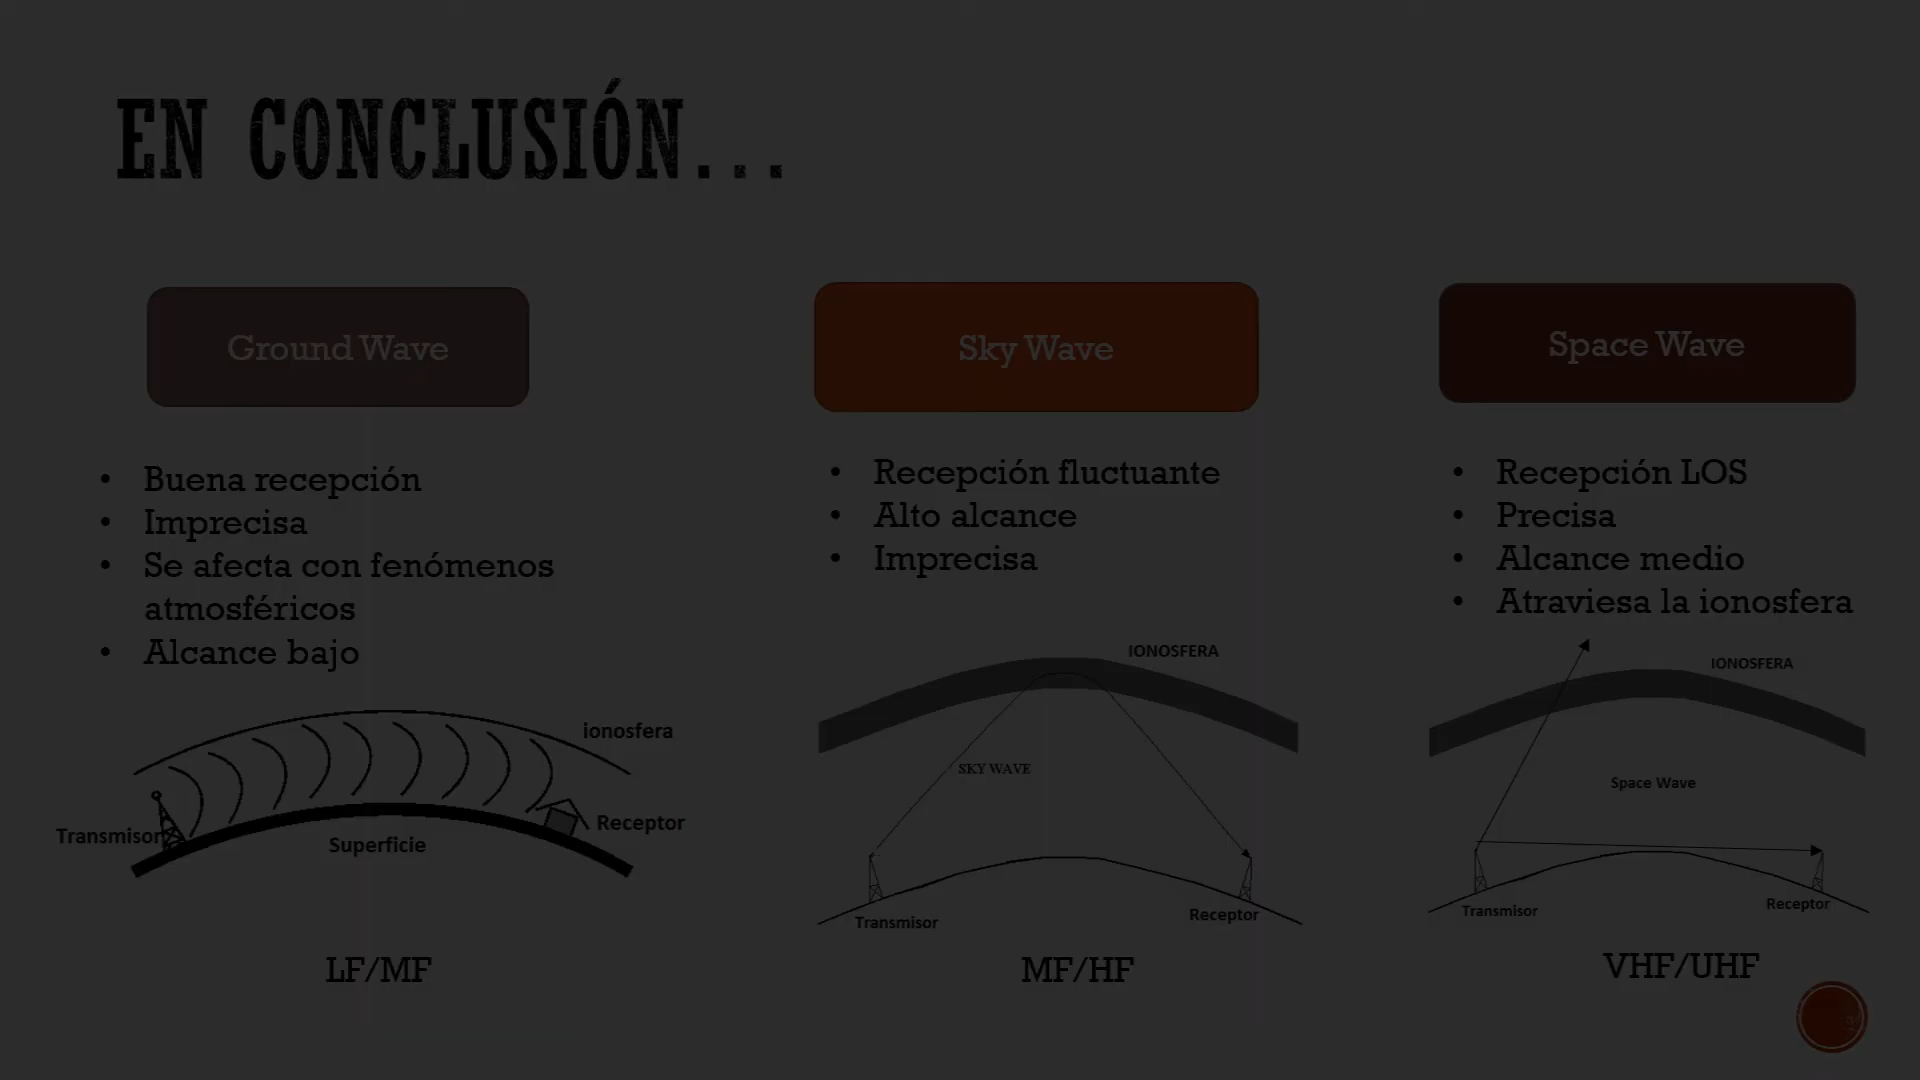 EN CONCLUSIÓN...
Ground Wave
• Buena recepción
• Imprecisa
• Se afecta con fenómenos
atmosféricos
• Alcance bajo
ionosfera
Transmisor
Receptor
Superficie
LF/MF
Sky Wave
• Recepción fluctuante
• Alto alcance
• Imprecisa
IONOSFERA
SKY WAVE
Transmisor
Receptor
MF/HF
Space Wave
• Recepción LOS
• Precisa
• Alcance medio
• Atraviesa la ionosfera
IONOSFERA
Space Wave
Transmisor
Receptor
VHF/UHF